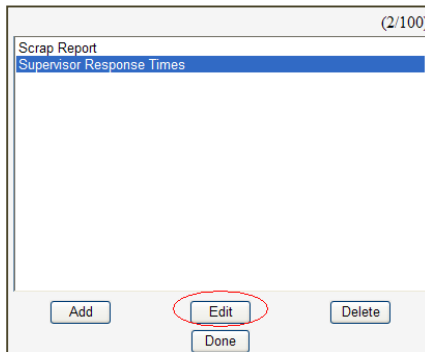 (2/100)
Scrap Report
Supervisor Response Times
Add Edit Delete
Done